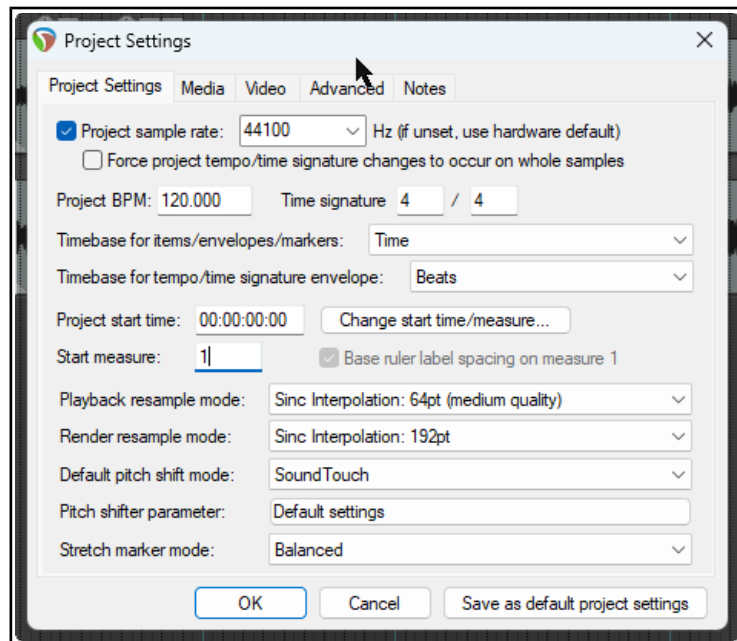 Project Settings
Project Settings Media Video Advanced Notes
Project sample rate: 44100 Hz (if unset, use hardware default)
Force project tempo/time signature changes to occur on whole samples
Project BPM: 120.000 Time signature 4 / 4
Timebase for items/envelopes/markers: Time
Timebase for tempo/time signature envelope: Beats
Project start time: 00:00:00:00 Change start time/measure...
Start measure: 1 Base ruler label spacing on measure 1
Playback resample mode: Sinc Interpolation: 64pt (medium quality)
Render resample mode: Sinc Interpolation: 192pt
Default pitch shift mode: SoundTouch
Pitch shifter parameter: Default settings
Stretch marker mode: Balanced
OK Cancel Save as default project settings